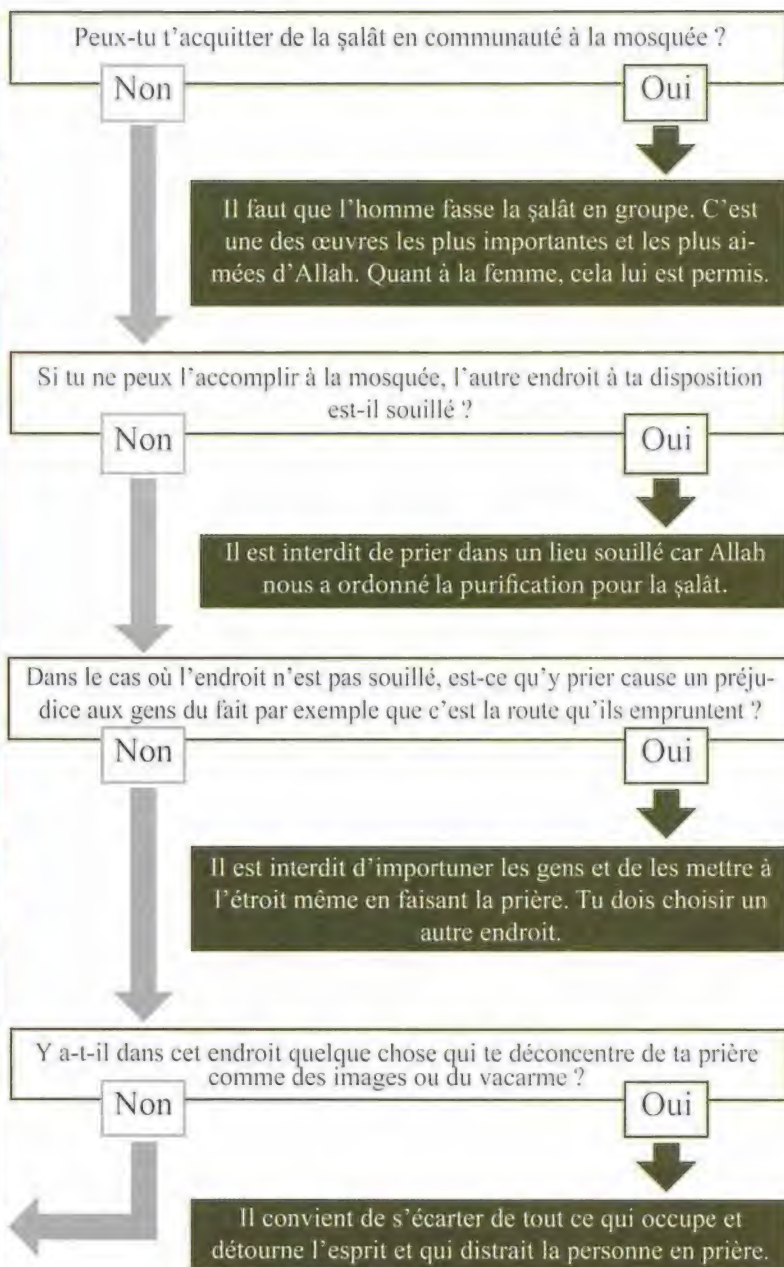 Peux-tu t'acquitter de la ṣalât en communauté à la mosquée ?
Non
Oui
Il faut que l'homme fasse la ṣalât en groupe. C'est
une des œuvres les plus importantes et les plus ai-
mées d'Allah. Quant à la femme, cela lui est permis.
Si tu ne peux l'accomplir à la mosquée, l'autre endroit à ta disposition
est-il souillé ?
Non
Oui
Il est interdit de prier dans un lieu souillé car Allah
nous a ordonné la purification pour la ṣalât.
Dans le cas où l'endroit n'est pas souillé, est-ce qu'y prier cause un préju-
dice aux gens du fait par exemple que c'est la route qu'ils empruntent ?
Non
Oui
Il est interdit d'importuner les gens et de les mettre à
l'étroit même en faisant la prière. Tu dois choisir un
autre endroit.
Y a-t-il dans cet endroit quelque chose qui te déconcentre de ta prière
comme des images ou du vacarme ?
Non
Oui
Il convient de s'écarter de tout ce qui occupe et
détourne l'esprit et qui distrait la personne en prière.